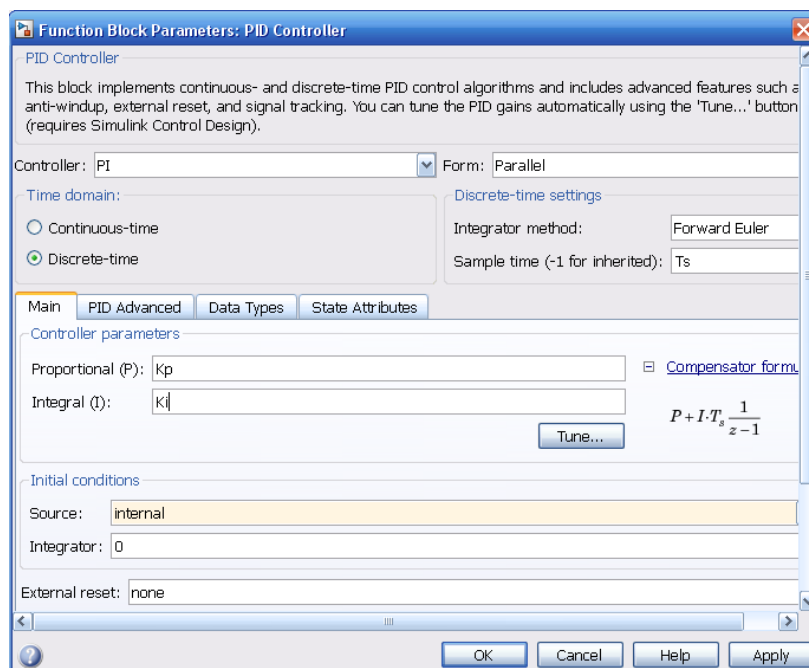 Function Block Parameters: PID Controller
PID Controller
This block implements continuous- and discrete-time PID control algorithms and includes advanced features such a
anti-windup, external reset, and signal tracking. You can tune the PID gains automatically using the 'Tune...' button
(requires Simulink Control Design).
Controller: PI Form: Parallel
Time domain: Discrete-time settings
Continuous-time Integrator method: Forward Euler
Discrete-time Sample time (-1 for inherited): Ts
Main PID Advanced Data Types State Attributes
Controller parameters
Proportional (P): Kp Compensator formu
Integral (I): Ki
P + I·T_s 1/(z−1)
Tune...
Initial conditions
Source: internal
Integrator: 0
External reset: none
? OK Cancel Help Apply